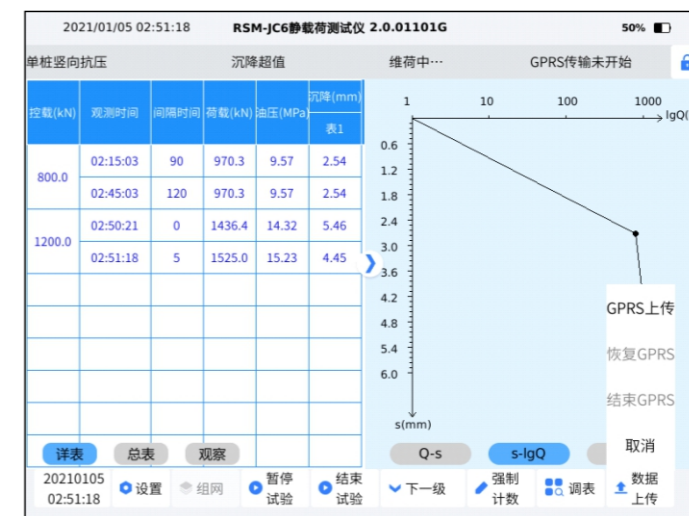 2021/01/05 02:51:18 RSM-JC6静载荷测试仪 2.0.01101G 50%
单桩竖向抗压 沉降超值 维荷中… GPRS传输未开始
控载(kN) 观测时间 间隔时间 荷载(kN) 油压(MPa) 沉降(mm)
表1
800.0
02:15:03 90 970.3 9.57 2.54
02:45:03 120 970.3 9.57 2.54
1200.0
02:50:21 0 1436.4 14.32 5.46
02:51:18 5 1525.0 15.23 4.45
1 10 100 1000
lgQ(
0.6
1.2
1.8
2.4
3.0
3.6
4.2
4.8
5.4
6.0
s(mm)
GPRS上传
恢复GPRS
结束GPRS
取消
详表 总表 观察 Q-s s-lgQ
20210105
02:51:18
设置
组网
暂停
试验
结束
试验
下一级
强制
计数
调表
数据
上传